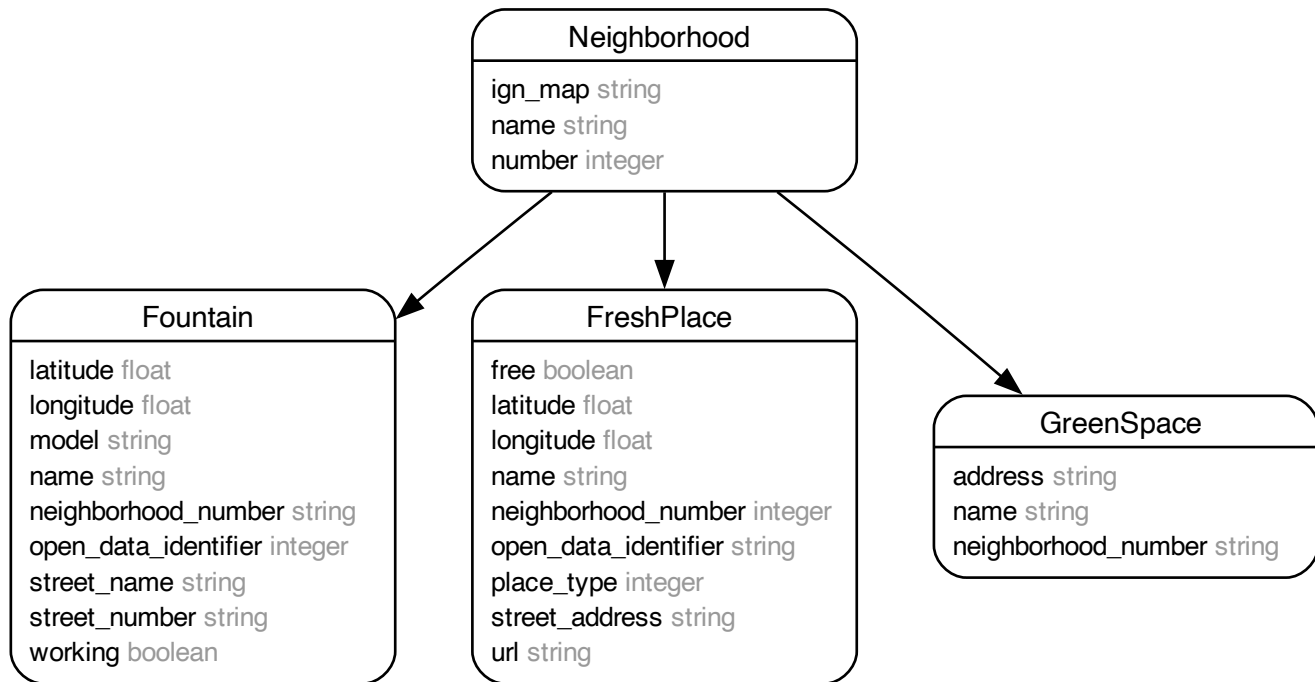 Neighborhood
ign_map string
name string
number integer
Fountain
latitude float
longitude float
model string
name string
neighborhood_number string
open_data_identifier integer
street_name string
street_number string
working boolean
FreshPlace
free boolean
latitude float
longitude float
name string
neighborhood_number integer
open_data_identifier string
place_type integer
street_address string
url string
GreenSpace
address string
name string
neighborhood_number string